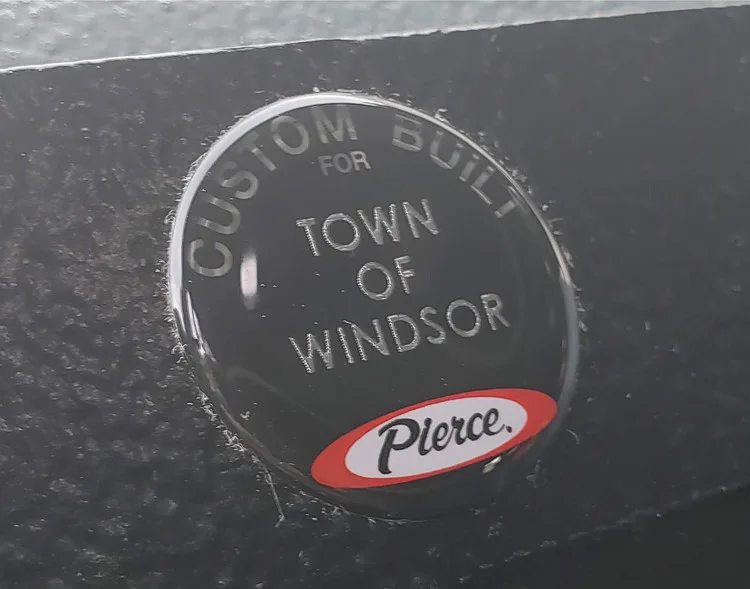 CUSTOM BUILT
FOR
TOWN
OF
WINDSOR
Pierce.